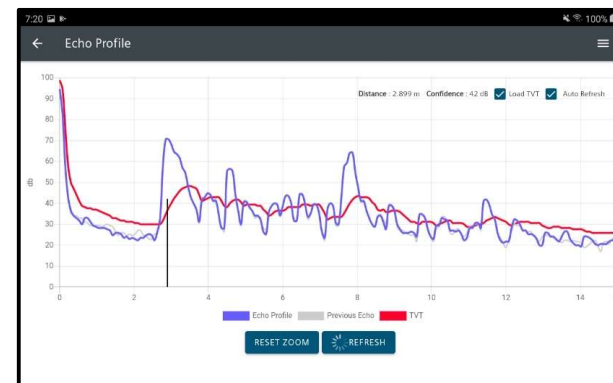 7:20 100%
Echo Profile
Distance : 2.899 m Confidence : 42 dB Load TVT Auto Refresh
100
90
80
70
60
50
40
30
20
10
0
db
0 2 4 6 8 10 12 14
Echo Profile Previous Echo TVT
RESET ZOOM REFRESH